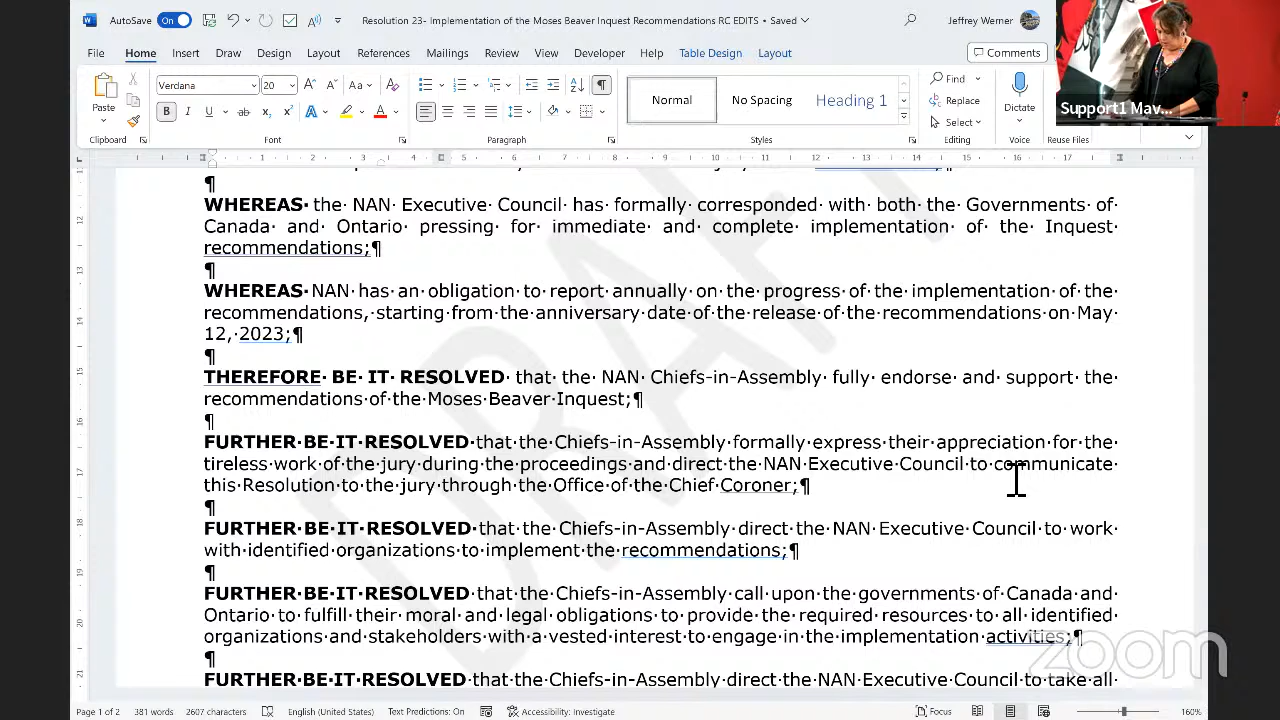 AutoSave On Resolution 23- Implementation of the Moses Beaver Inquest Recommendations RC EDITS • Saved Jeffrey Werner
File Home Insert Draw Design Layout References Mailings Review View Developer Help Table Design Layout Comments
Paste Verdana 20 Normal No Spacing Heading 1 Find Replace Select Dictate
Clipboard Font Paragraph Styles Editing Voice Reuse Files
Support1 Mav...
WHEREAS the NAN Executive Council has formally corresponded with both the Governments of
Canada and Ontario pressing for immediate and complete implementation of the Inquest
recommendations;¶
¶
WHEREAS NAN has an obligation to report annually on the progress of the implementation of the
recommendations, starting from the anniversary date of the release of the recommendations on May
12, 2023;¶
¶
THEREFORE BE IT RESOLVED that the NAN Chiefs-in-Assembly fully endorse and support the
recommendations of the Moses Beaver Inquest;¶
¶
FURTHER BE IT RESOLVED that the Chiefs-in-Assembly formally express their appreciation for the
tireless work of the jury during the proceedings and direct the NAN Executive Council to communicate
this Resolution to the jury through the Office of the Chief Coroner;¶
¶
FURTHER BE IT RESOLVED that the Chiefs-in-Assembly direct the NAN Executive Council to work
with identified organizations to implement the recommendations;¶
¶
FURTHER BE IT RESOLVED that the Chiefs-in-Assembly call upon the governments of Canada and
Ontario to fulfill their moral and legal obligations to provide the required resources to all identified
organizations and stakeholders with a vested interest to engage in the implementation activities;¶
¶
FURTHER BE IT RESOLVED that the Chiefs-in-Assembly direct the NAN Executive Council to take all
DRAFT
zoom
Page 1 of 2 381 words 2607 characters English (United States) Text Predictions: On Accessibility: Investigate Focus 160%